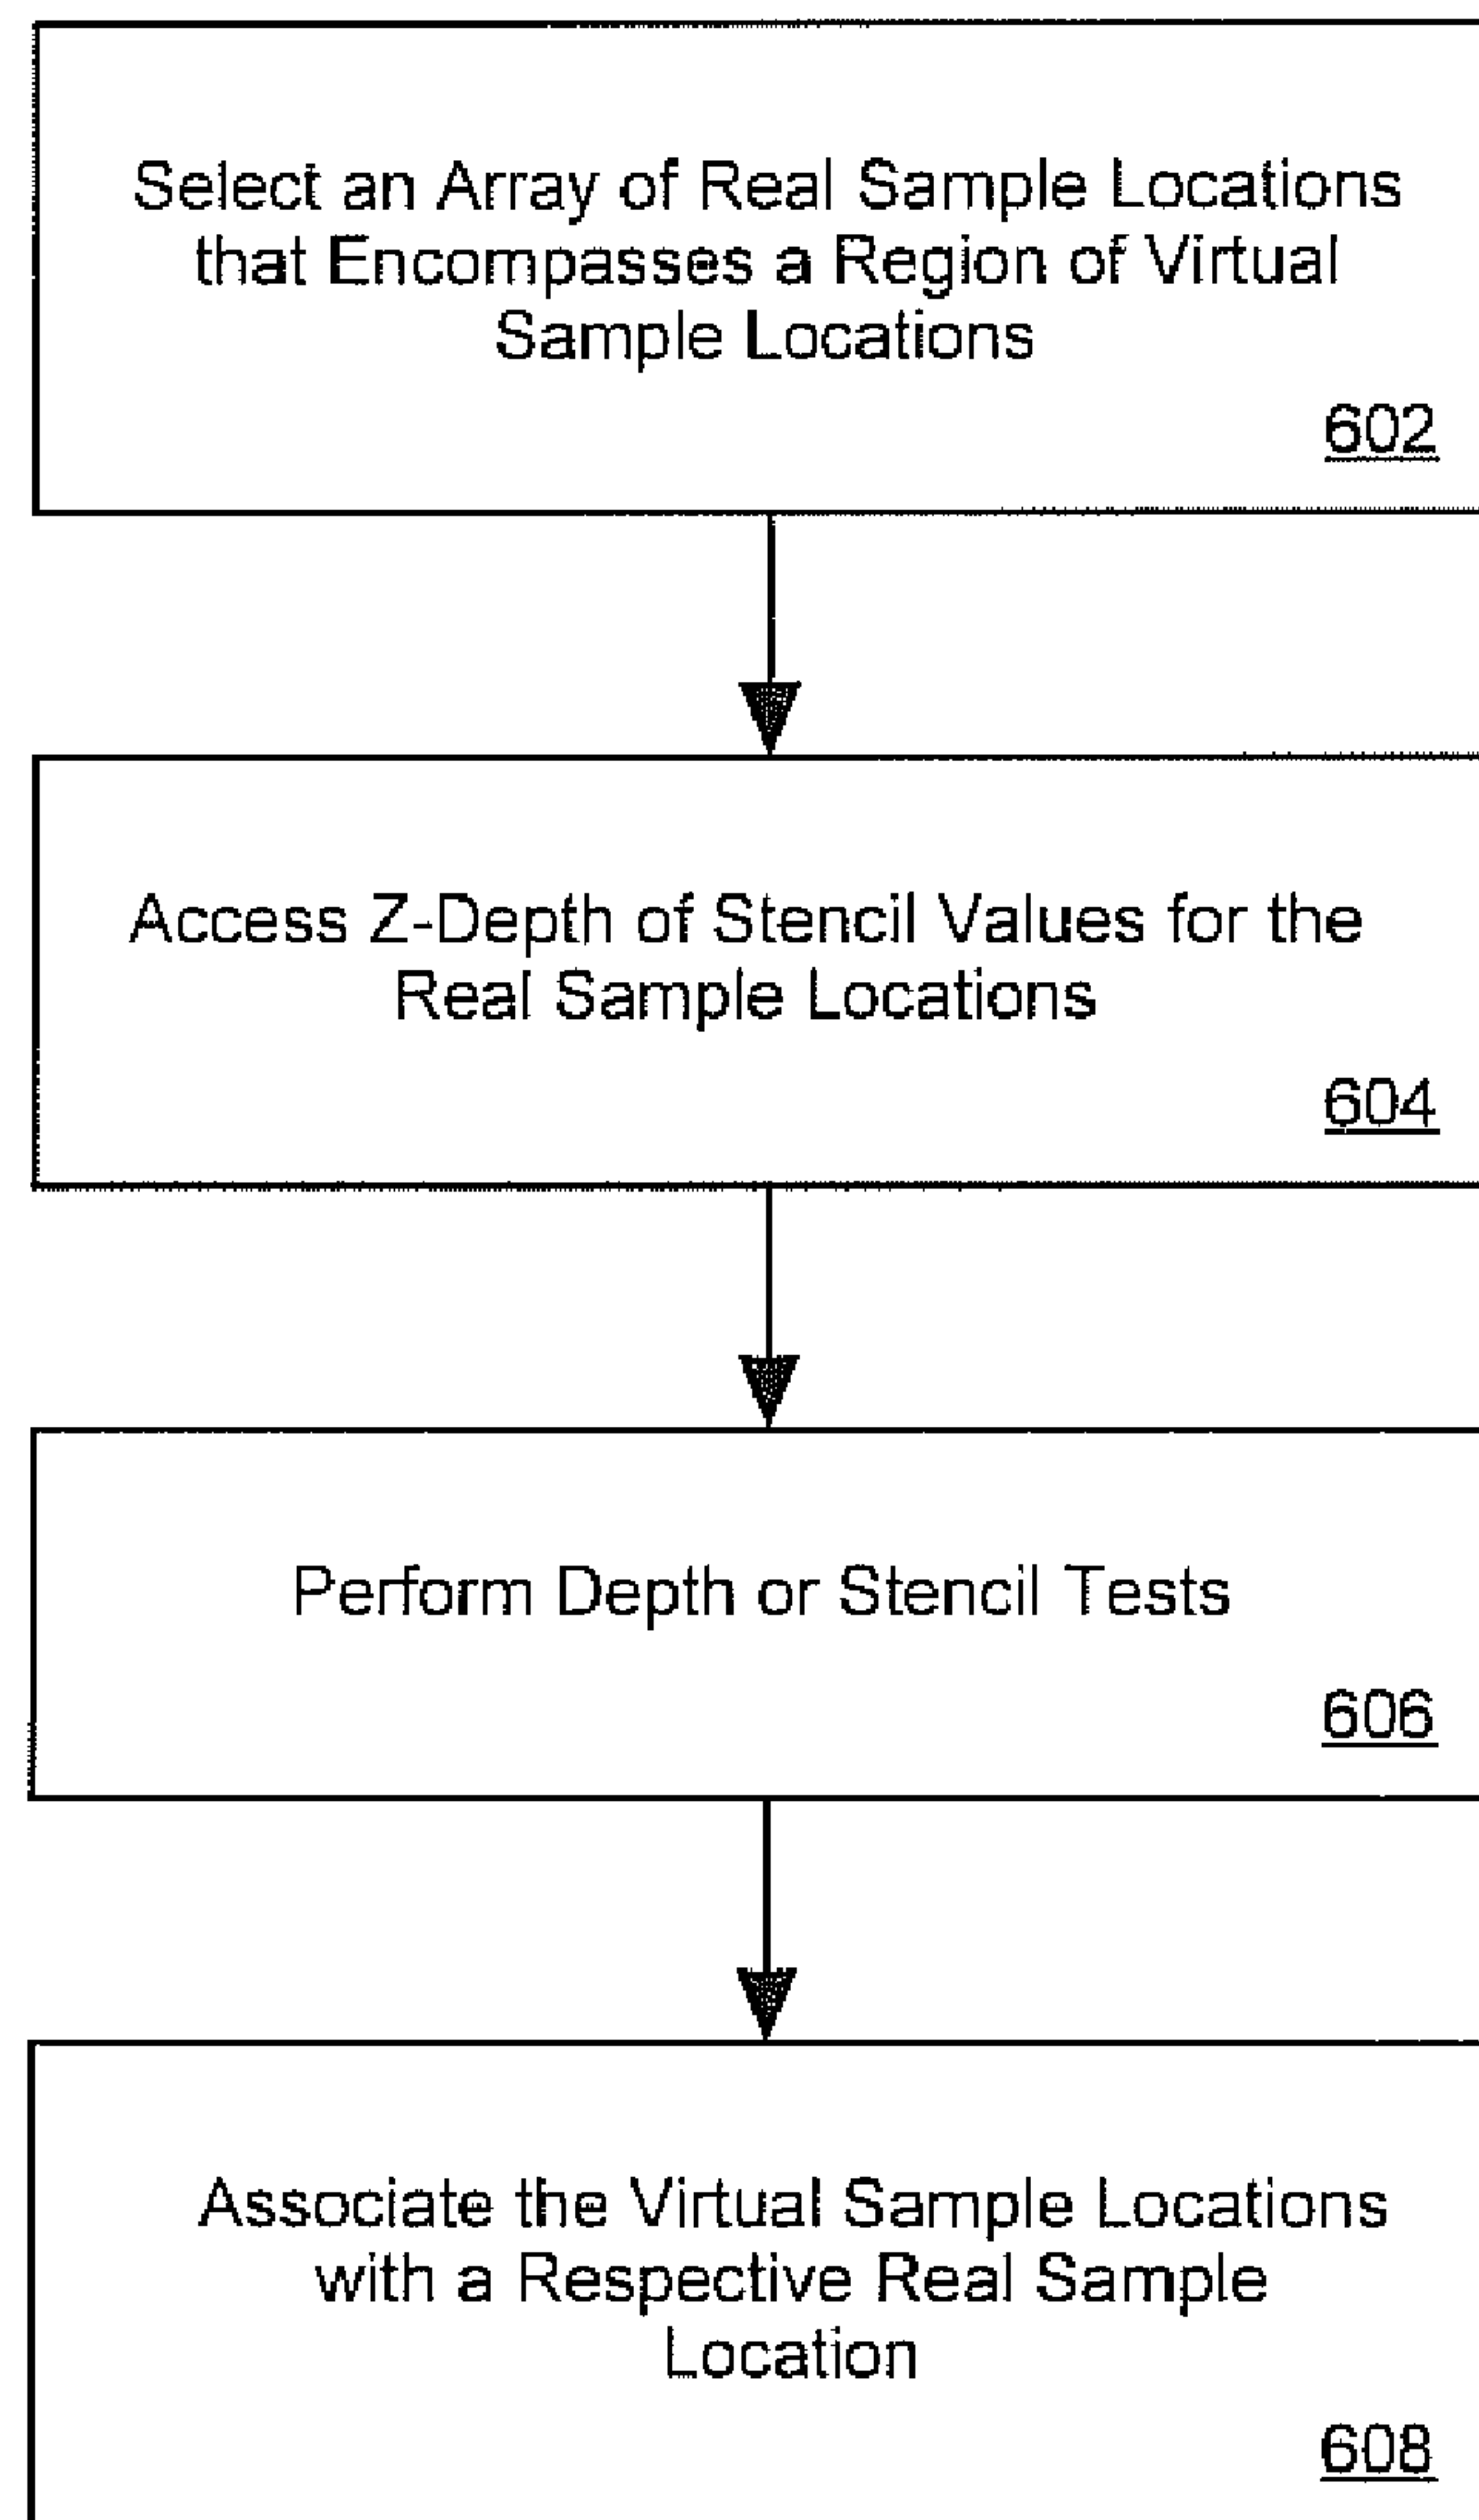 Select an Array of Real Sample Locations
that Encompasses a Region of Virtual
Sample Locations
602
Access Z-Depth of Stencil Values for the
Real Sample Locations
604
Perform Depth or Stencil Tests
606
Associate the Virtual Sample Locations
with a Respective Real Sample
Location
608